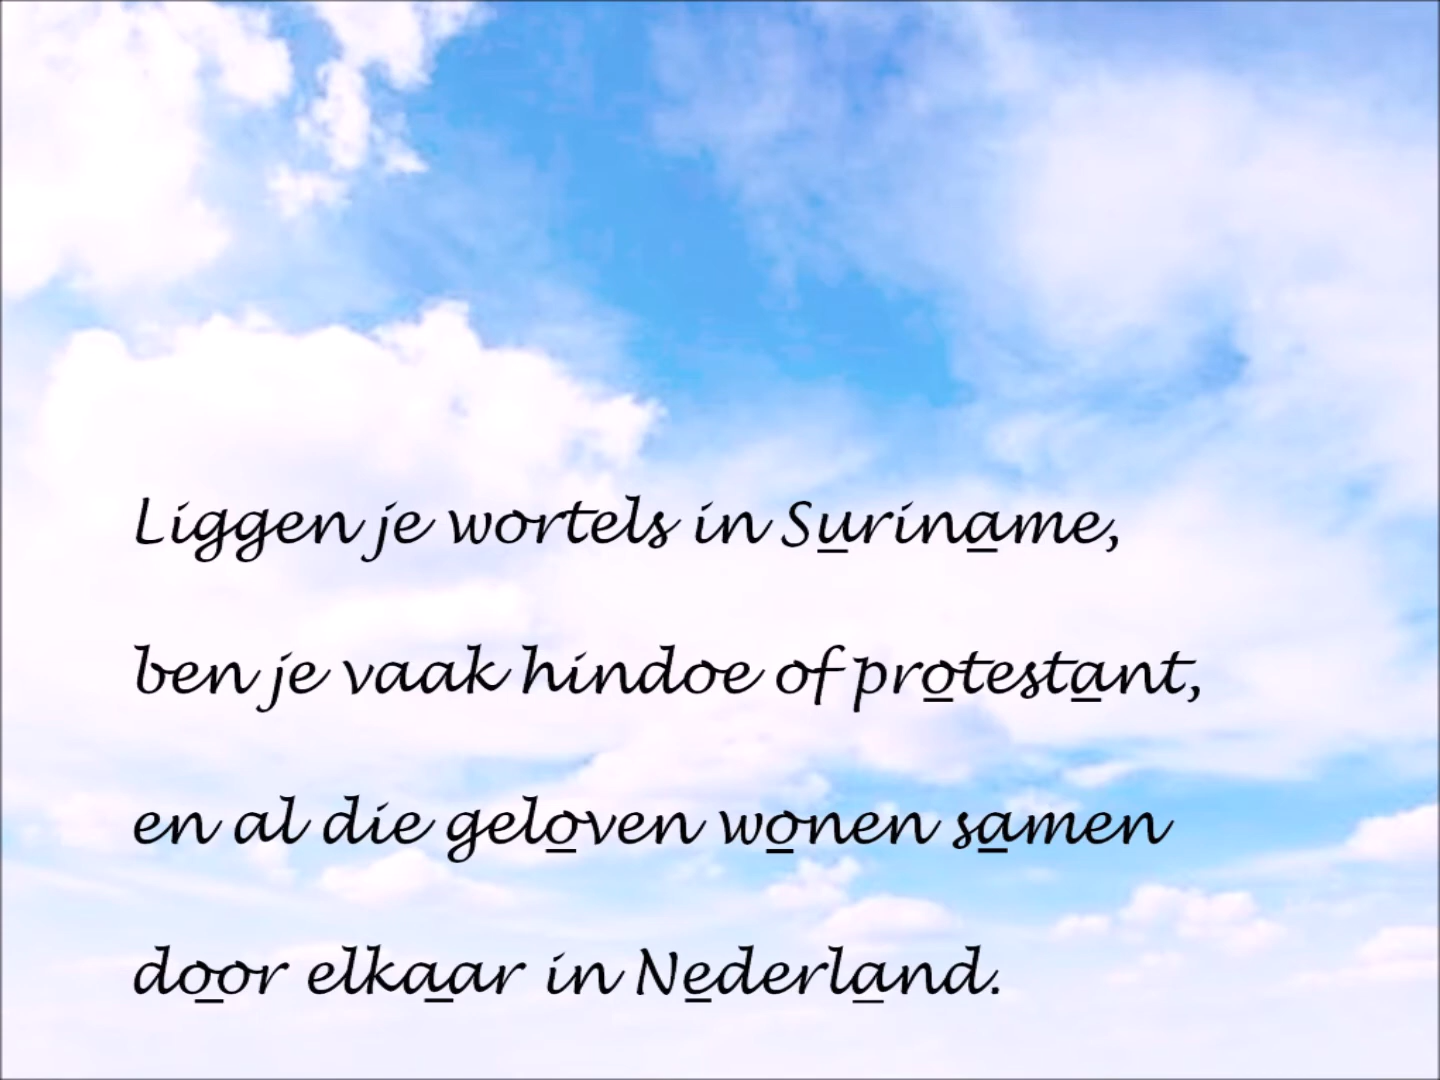 Liggen je wortels in Suriname,
ben je vaak hindoe of protestant,
en al die geloven wonen samen
door elkaar in Nederland.